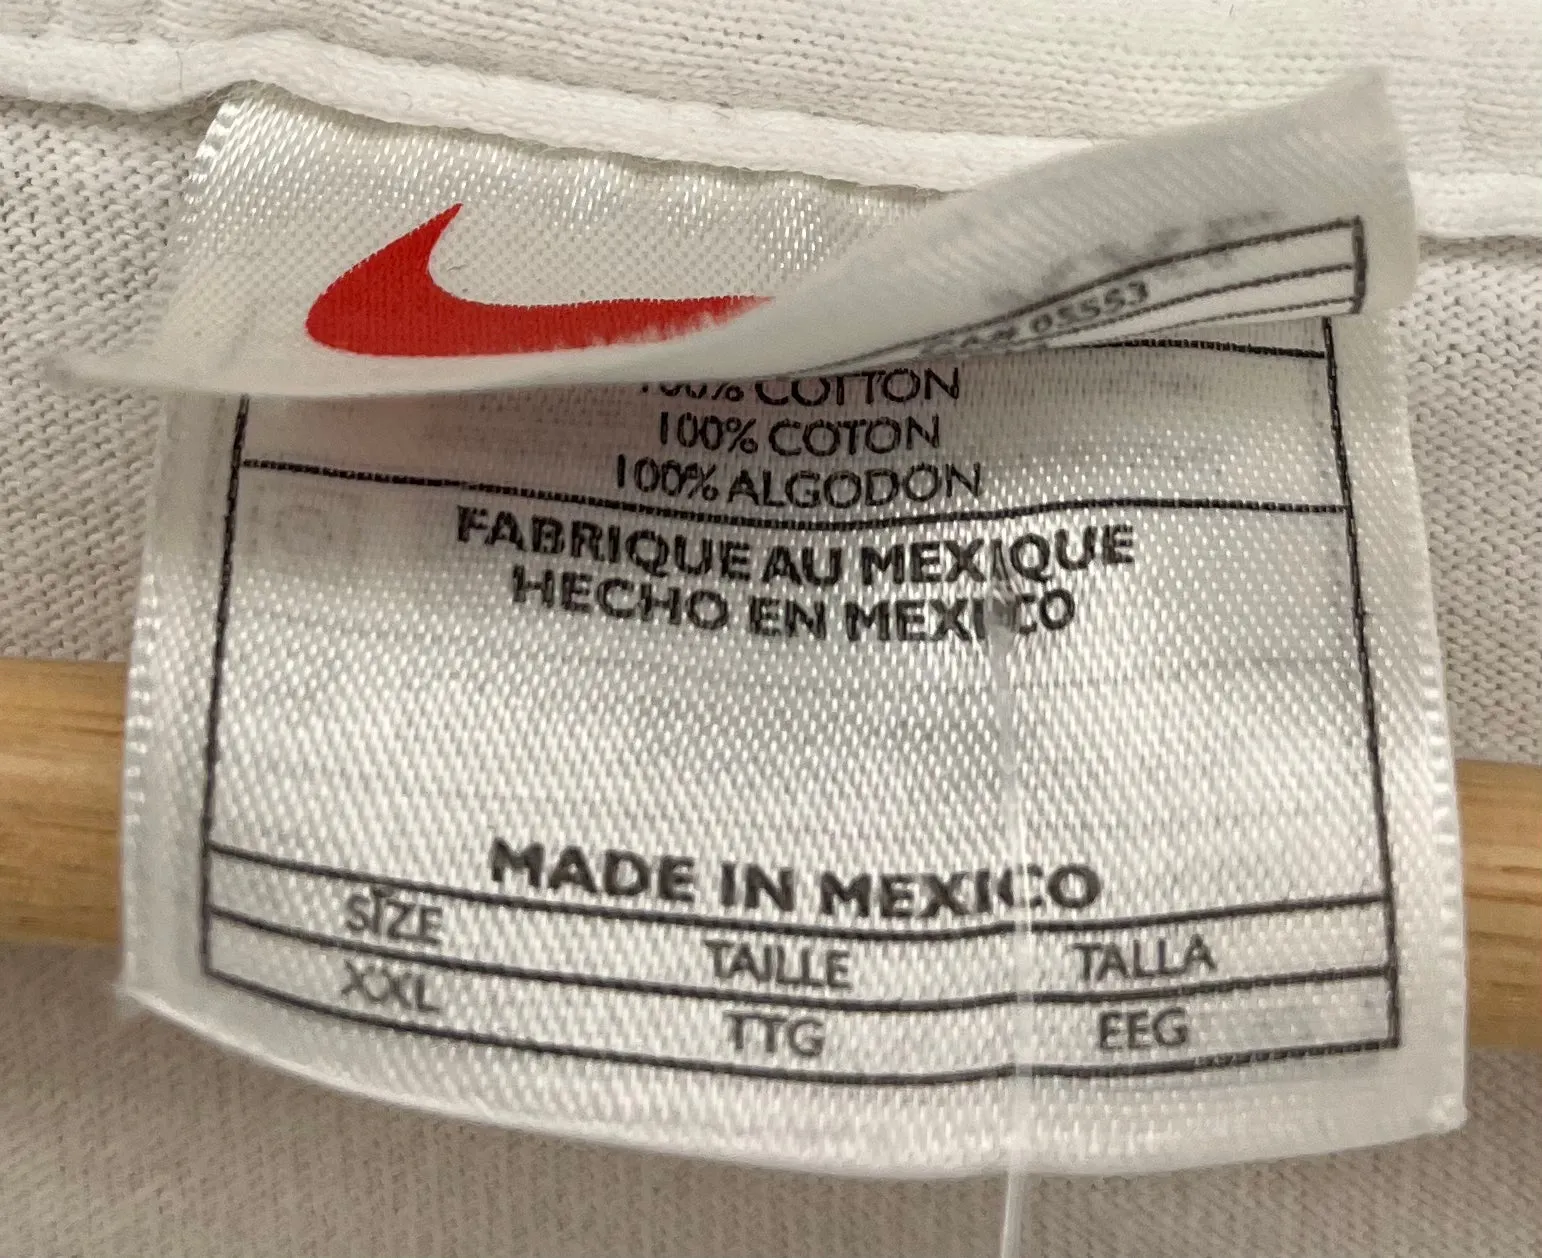 05553
100% COTTON
100% COTON
100% ALGODON
FABRIQUE AU MEXIQUE
HECHO EN MEXICO
MADE IN MEXICO
SIZE TAILLE TALLA
XXL TTG EEG